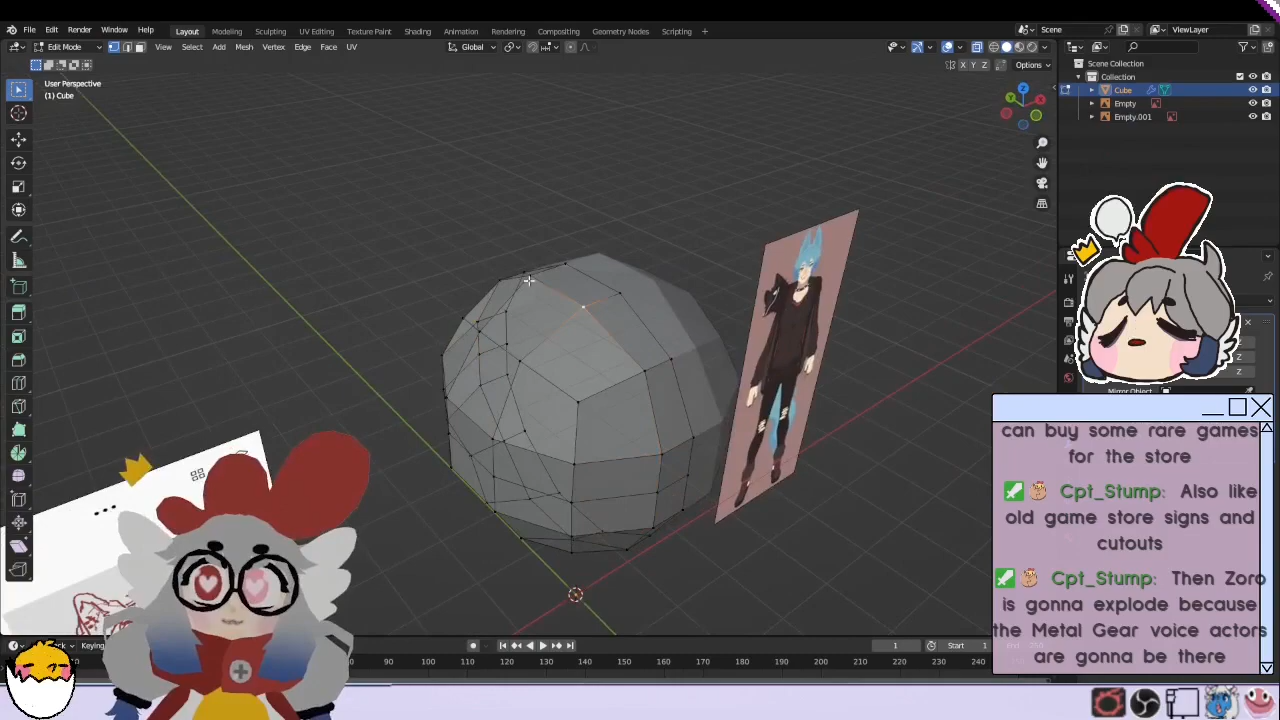 File Edit Render Window Help Layout Modeling Sculpting UV Editing Texture Paint Shading Animation Rendering Compositing Geometry Nodes Scripting + Scene ViewLayer
Edit Mode View Select Add Mesh Vertex Edge Face UV Global
X Y Z Options
Scene Collection
Collection
Cube
Empty
Empty.001
User Perspective
(1) Cube
Z
Z
can buy some rare games
for the store
Cpt_Stump: Also like
old game store signs and
cutouts
Cpt_Stump: Then Zoro
is gonna explode because
the Metal Gear voice actors
are gonna be there
Keying
1 Start 1
80 90 100 110 120 130 140 150 160 170 180 190 200 210 220 230 240